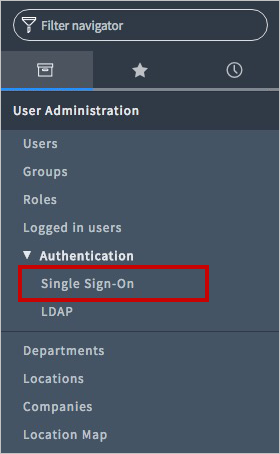 Filter navigator
User Administration
Users
Groups
Roles
Logged in users
Authentication
Single Sign-On
LDAP
Departments
Locations
Companies
Location Map